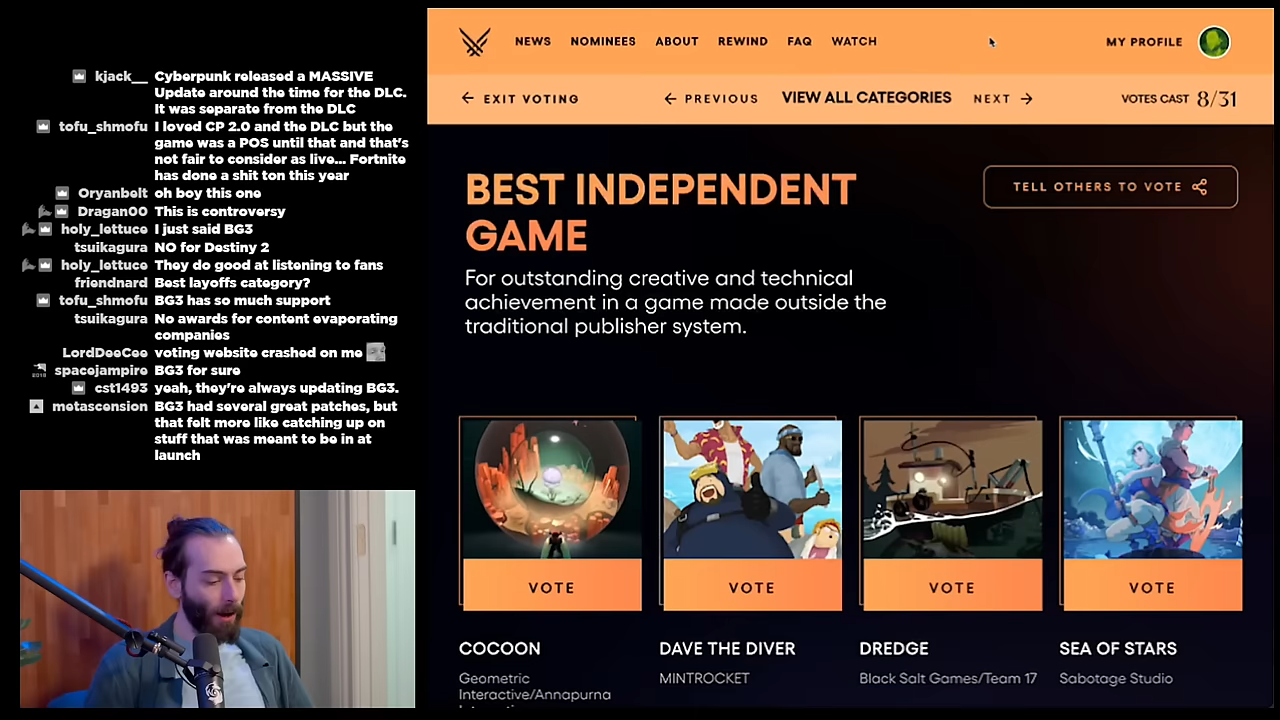 kjack__ Cyberpunk released a MASSIVE
Update around the time for the DLC.
It was separate from the DLC
tofu_shmofu I loved CP 2.0 and the DLC but the
game was a POS until that and that's
not fair to consider as live... Fortnite
has done a shit ton this year
Oryanbelt oh boy this one
Dragan00 This is controversy
holy_lettuce I just said BG3
tsuikagura NO for Destiny 2
holy_lettuce They do good at listening to fans
friendnard Best layoffs category?
tofu_shmofu BG3 has so much support
tsuikagura No awards for content evaporating
companies
LordDeeCee voting website crashed on me
spacejampire BG3 for sure
cst1493 yeah, they're always updating BG3.
metascension BG3 had several great patches, but
that felt more like catching up on
stuff that was meant to be in at
launch
NEWS NOMINEES ABOUT REWIND FAQ WATCH MY PROFILE
← EXIT VOTING ← PREVIOUS VIEW ALL CATEGORIES NEXT → VOTES CAST 8/31
BEST INDEPENDENT
GAME
TELL OTHERS TO VOTE
For outstanding creative and technical
achievement in a game made outside the
traditional publisher system.
VOTE VOTE VOTE VOTE
COCOON DAVE THE DIVER DREDGE SEA OF STARS
Geometric MINTROCKET Black Salt Games/Team 17 Sabotage Studio
Interactive/Annapurna